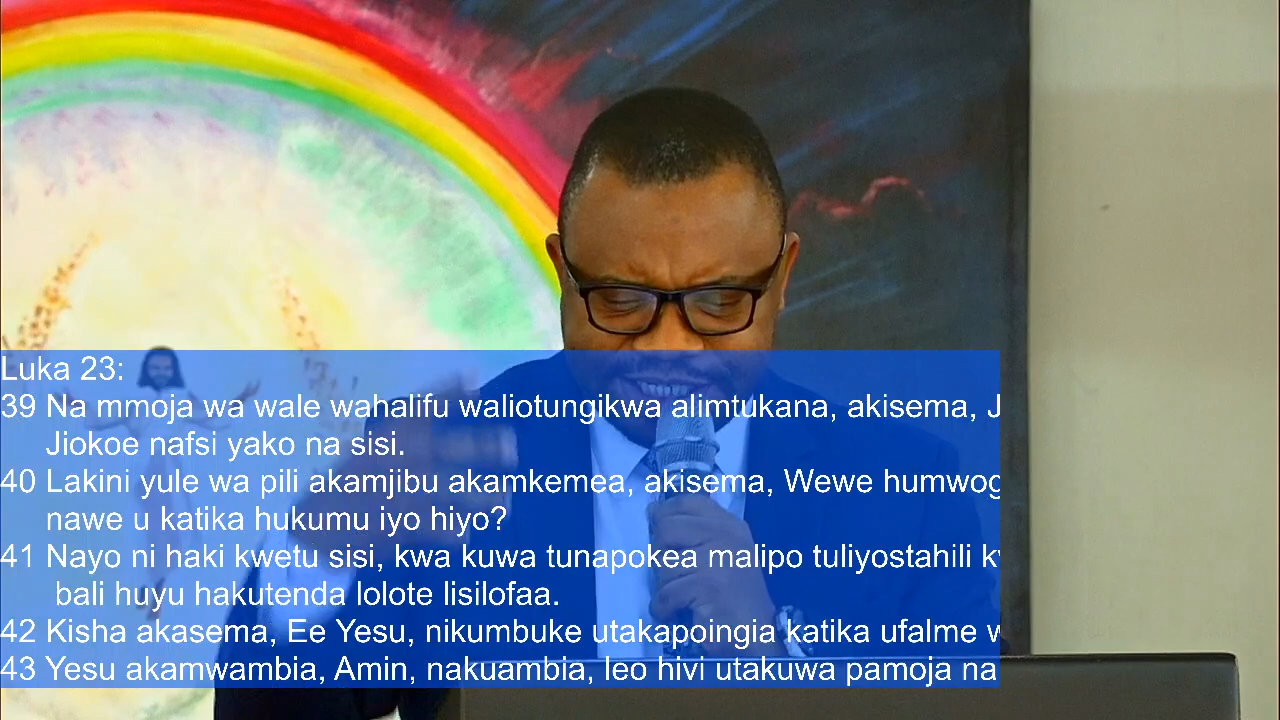 Luka 23:
39 Na mmoja wa wale wahalifu waliotungikwa alimtukana, akisema, J
Jiokoe nafsi yako na sisi.
40 Lakini yule wa pili akamjibu akamkemea, akisema, Wewe humwog
nawe u katika hukumu iyo hiyo?
41 Nayo ni haki kwetu sisi, kwa kuwa tunapokea malipo tuliyostahili k
bali huyu hakutenda lolote lisilofaa.
42 Kisha akasema, Ee Yesu, nikumbuke utakapoingia katika ufalme w
43 Yesu akamwambia, Amin, nakuambia, leo hivi utakuwa pamoja na